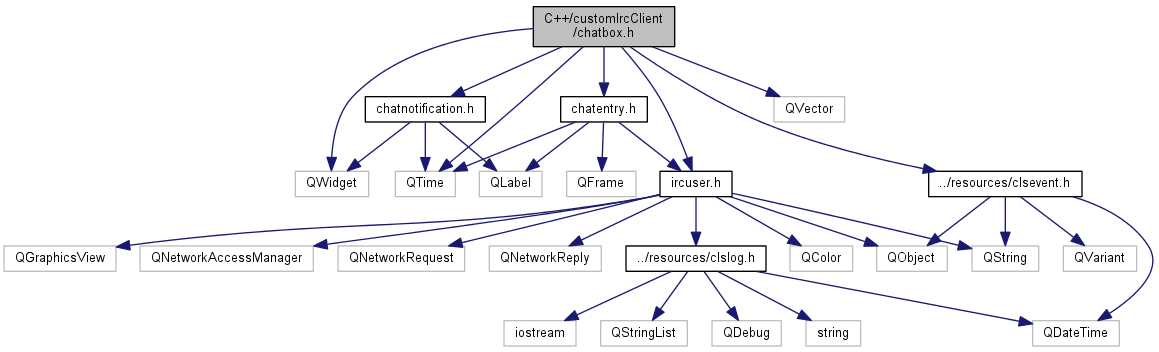 C++/customIrcClient
/chatbox.h
chatnotification.h
chatentry.h
QVector
QWidget
QTime
QLabel
QFrame
ircuser.h
../resources/clsevent.h
QGraphicsView
QNetworkAccessManager
QNetworkRequest
QNetworkReply
../resources/clslog.h
QColor
QObject
QString
QVariant
iostream
QStringList
QDebug
string
QDateTime